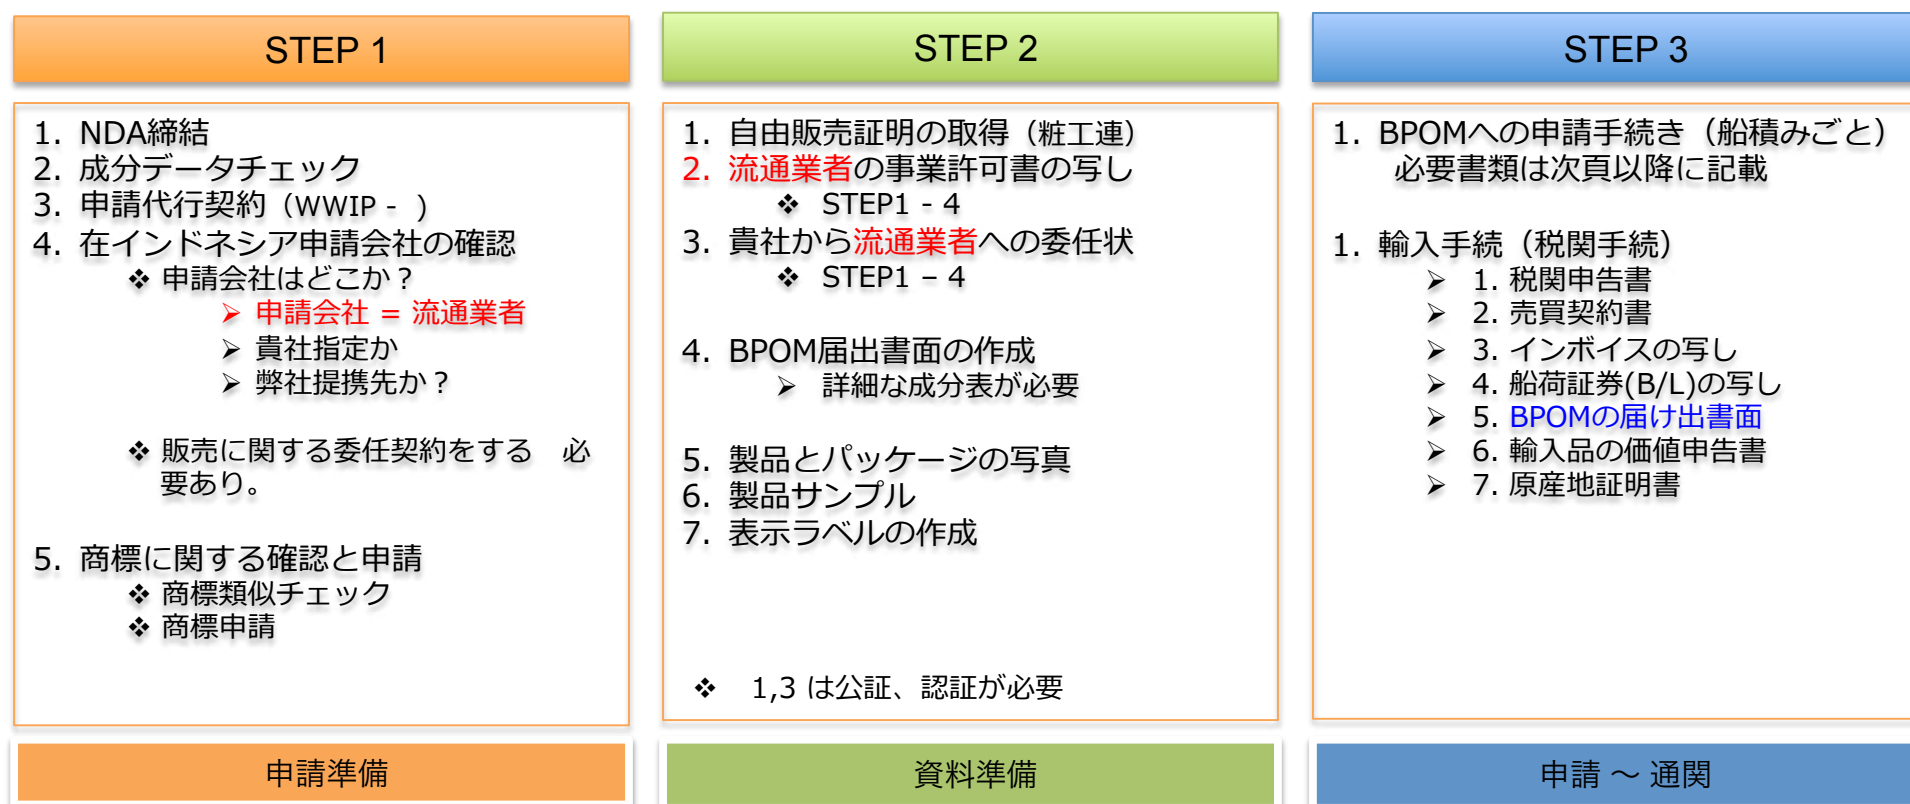 STEP 1
1. NDA締結
2. 成分データチェック
3. 申請代行契約（WWIP - ）
4. 在インドネシア申請会社の確認
❖ 申請会社はどこか？
➢ 申請会社 = 流通業者
➢ 貴社指定か
➢ 弊社提携先か？
❖ 販売に関する委任契約をする　必
要あり。
5. 商標に関する確認と申請
❖ 商標類似チェック
❖ 商標申請
申請準備
STEP 2
1. 自由販売証明の取得（粧工連）
2. 流通業者の事業許可書の写し
❖ STEP1 - 4
3. 貴社から流通業者への委任状
❖ STEP1 – 4
4. BPOM届出書面の作成
➢ 詳細な成分表が必要
5. 製品とパッケージの写真
6. 製品サンプル
7. 表示ラベルの作成
❖ 1,3 は公証、認証が必要
資料準備
STEP 3
1. BPOMへの申請手続き（船積みごと）
必要書類は次頁以降に記載
1. 輸入手続（税関手続）
➢ 1. 税関申告書
➢ 2. 売買契約書
➢ 3. インボイスの写し
➢ 4. 船荷証券(B/L)の写し
➢ 5. BPOMの届け出書面
➢ 6. 輸入品の価値申告書
➢ 7. 原産地証明書
申請 ～ 通関